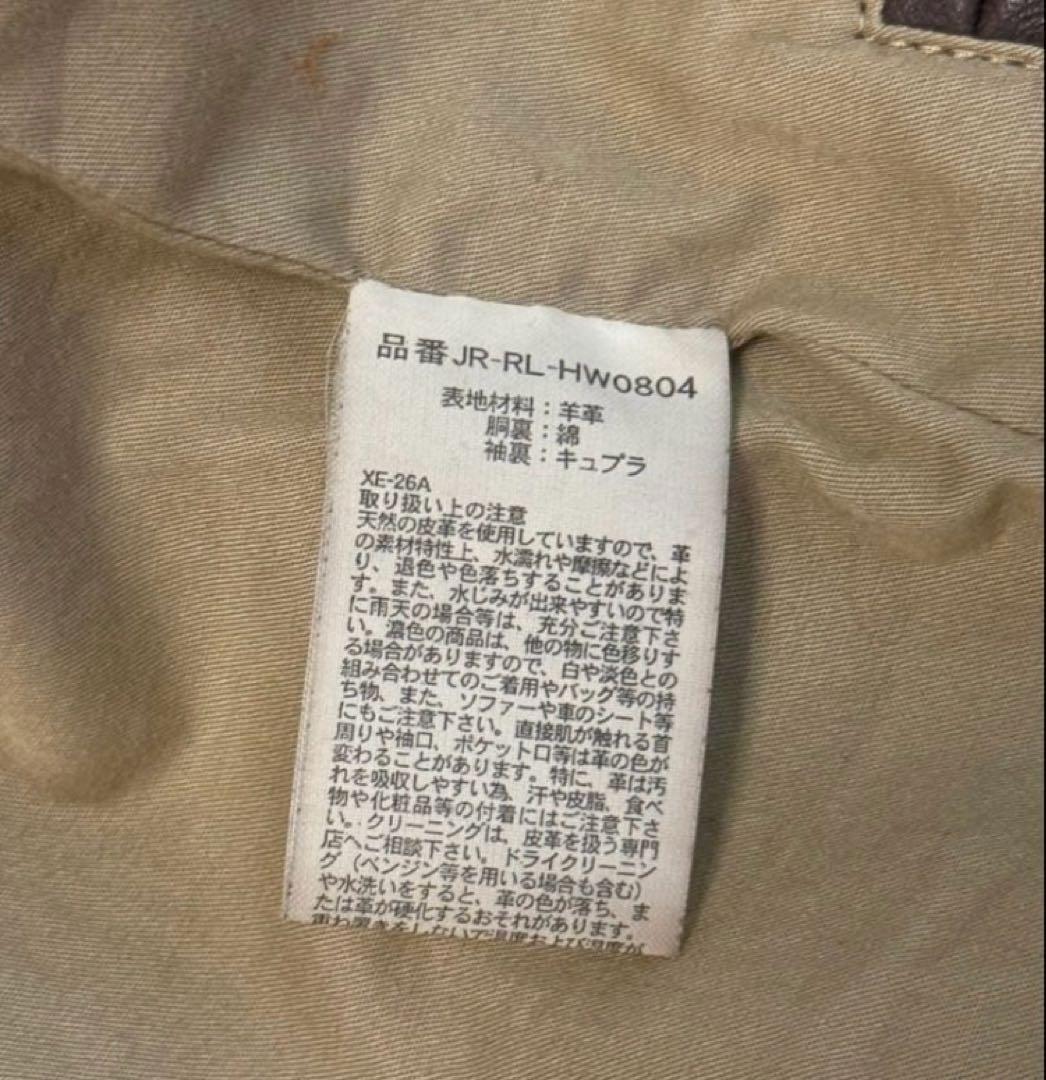 品番JR-RL-HW0804
表地材料：羊革
胴裏：綿
袖裏：キュプラ
XE-26A
取り扱い上の注意
天然の皮革を使用していますので、革
の素材特性上、水濡れや摩擦などによ
り、退色や色落ちすることがありま
す。また、水じみが出来やすいので特
に雨天の場合等は、充分ご注意下さ
い。濃色の商品は、他の物に色移りす
る場合がありますので、白や淡色との
組み合わせてのご着用やバッグ等の持
ち物、また、ソファーや車のシート等
にもご注意下さい。直接肌が触れる首
周りや袖口、ポケット口等は革の色が
変わることがあります。特に、革は汚
れを吸収しやすい為、汗や皮脂、食べ
物や化粧品等の付着にはご注意下さ
い。クリーニングは、皮革を扱う専門
店へご相談下さい。ドライクリーニン
グ（ベンジン等を用いる場合も含む）
や水洗いをすると、革の色が落ち、ま
たは革が硬化するおそれがあります。
重ね置きをしないで温度および湿度が